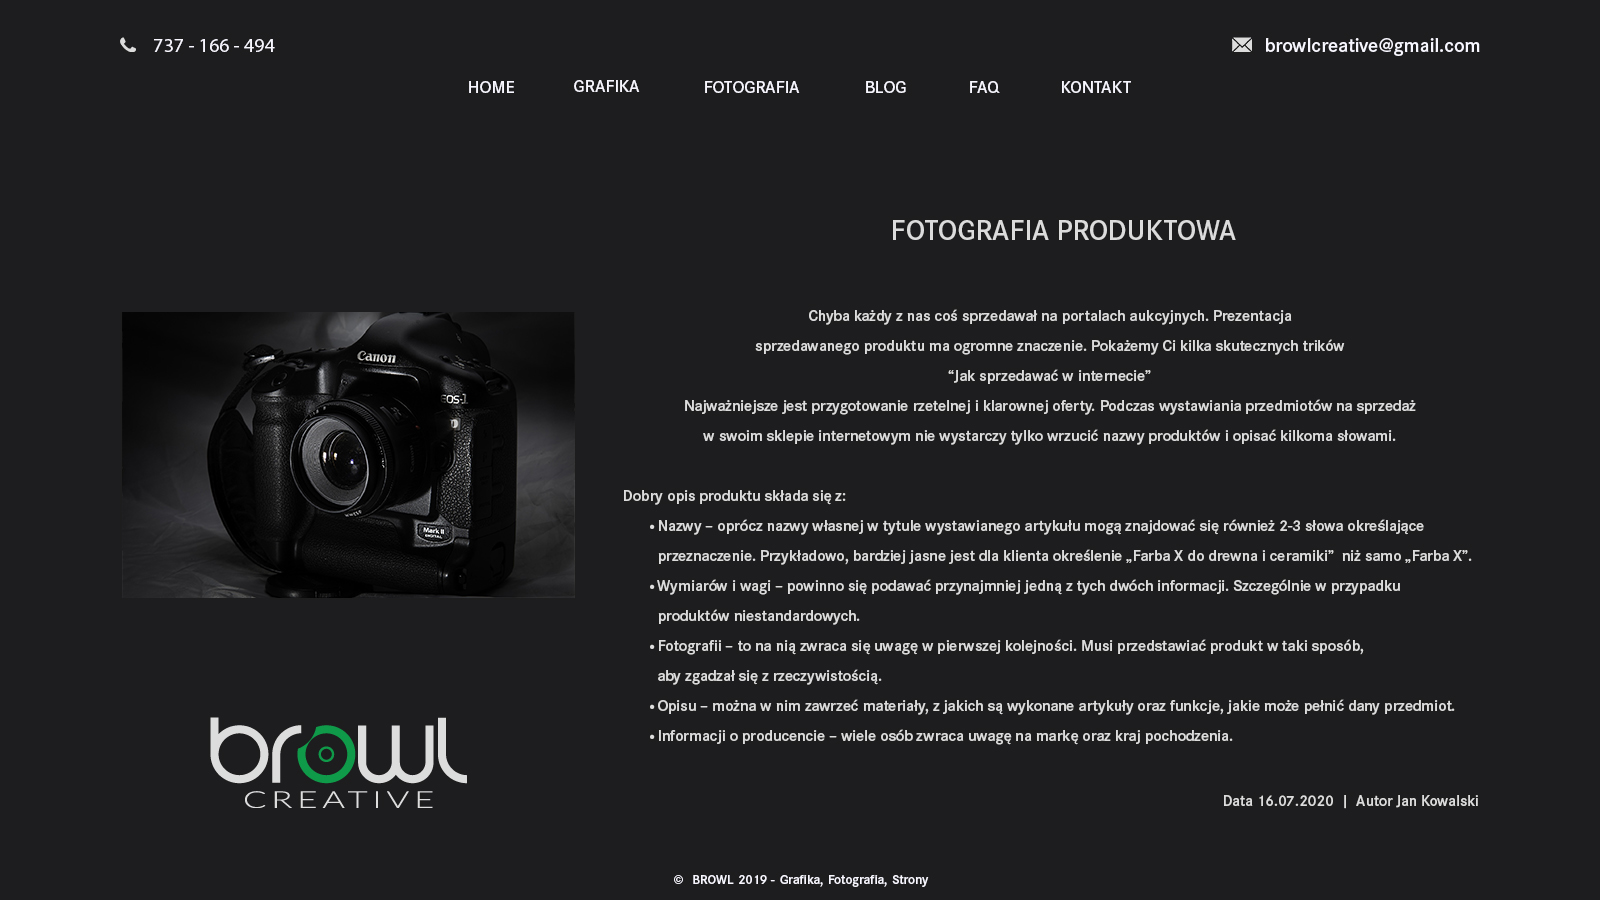 737 - 166 - 494
browlcreative@gmail.com
HOME GRAFIKA FOTOGRAFIA BLOG FAQ KONTAKT
FOTOGRAFIA PRODUKTOWA
Chyba każdy z nas coś sprzedawał na portalach aukcyjnych. Prezentacja
sprzedawanego produktu ma ogromne znaczenie. Pokażemy Ci kilka skutecznych trików
“Jak sprzedawać w internecie”
Najważniejsze jest przygotowanie rzetelnej i klarownej oferty. Podczas wystawiania przedmiotów na sprzedaż
w swoim sklepie internetowym nie wystarczy tylko wrzucić nazwy produktów i opisać kilkoma słowami.
Dobry opis produktu składa się z:
• Nazwy – oprócz nazwy własnej w tytule wystawianego artykułu mogą znajdować się również 2-3 słowa określające
przeznaczenie. Przykładowo, bardziej jasne jest dla klienta określenie „Farba X do drewna i ceramiki” niż samo „Farba X”.
• Wymiarów i wagi – powinno się podawać przynajmniej jedną z tych dwóch informacji. Szczególnie w przypadku
produktów niestandardowych.
• Fotografii – to na nią zwraca się uwagę w pierwszej kolejności. Musi przedstawiać produkt w taki sposób,
aby zgadzał się z rzeczywistością.
• Opisu – można w nim zawrzeć materiały, z jakich są wykonane artykuły oraz funkcje, jakie może pełnić dany przedmiot.
• Informacji o producencie – wiele osób zwraca uwagę na markę oraz kraj pochodzenia.
Canon
EOS-1
Mark II
DIGITAL
browl
CREATIVE
Data 16.07.2020 | Autor Jan Kowalski
© BROWL 2019 - Grafika, Fotografia, Strony